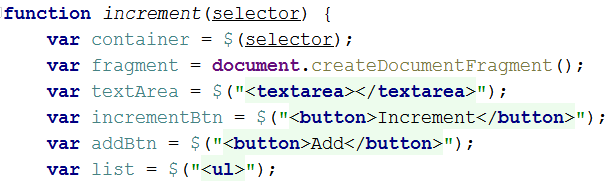 function increment(selector) {
    var container = $(selector);
    var fragment = document.createDocumentFragment();
    var textArea = $("<textarea></textarea>");
    var incrementBtn = $("<button>Increment</button>");
    var addBtn = $("<button>Add</button>");
    var list = $("<ul>");